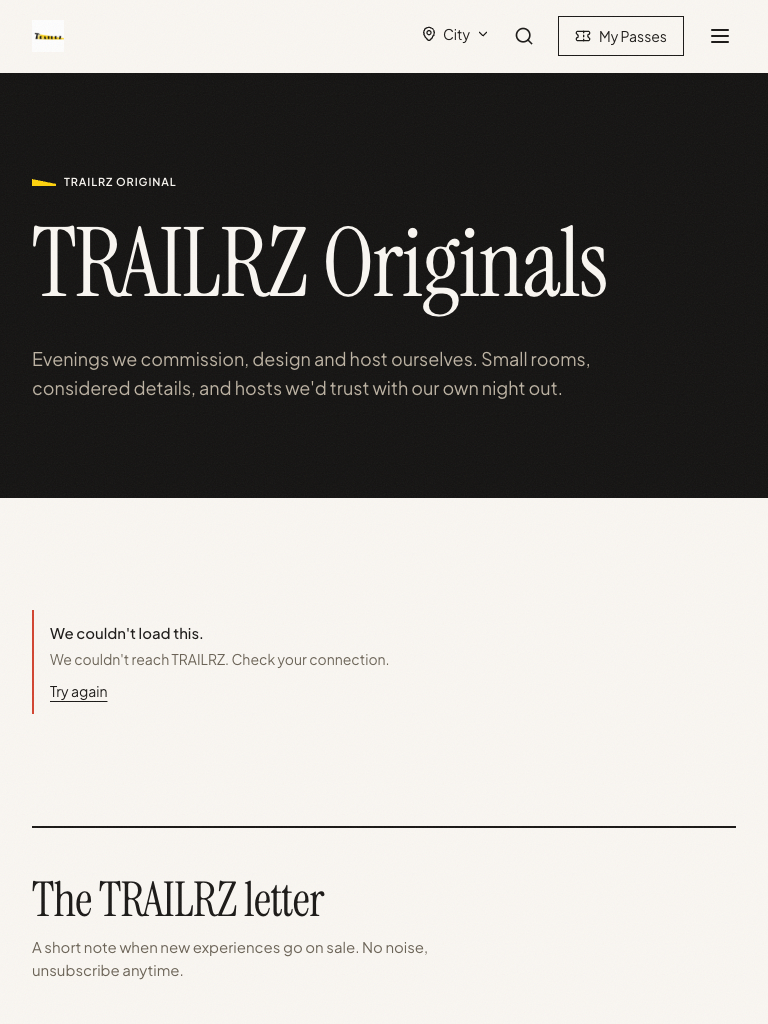 City
My Passes
TRAILRZ ORIGINAL
TRAILRZ Originals
Evenings we commission, design and host ourselves. Small rooms,
considered details, and hosts we'd trust with our own night out.
We couldn't load this.
We couldn't reach TRAILRZ. Check your connection.
Try again
The TRAILRZ letter
A short note when new experiences go on sale. No noise,
unsubscribe anytime.